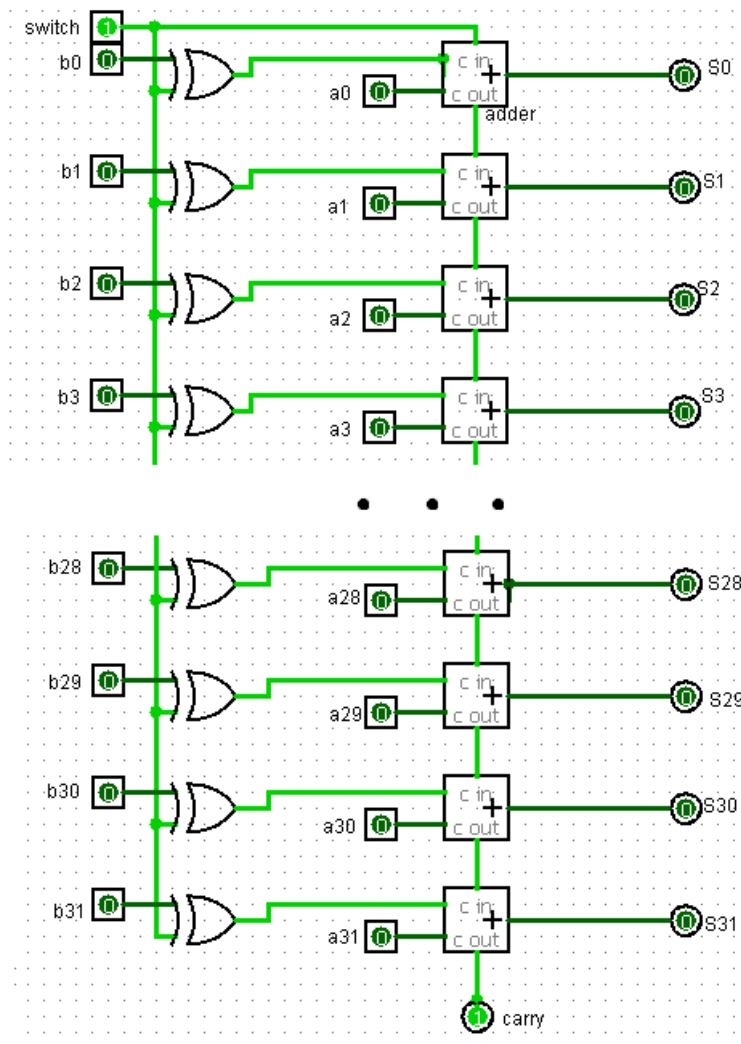 switch 1
b0 0 c in + S0
a0 0 c out
adder
b1 0 c in + S1 0
a1 0 c out
b2 0 c in + S2 0
a2 0 c out
b3 0 c in + S3 0
a3 0 c out
b28 0 c in + S28 0
a28 0 c out
b29 0 c in + S29 0
a29 0 c out
b30 0 c in + S30 0
a30 0 c out
b31 0 c in + S31 0
a31 0 c out
1 carry